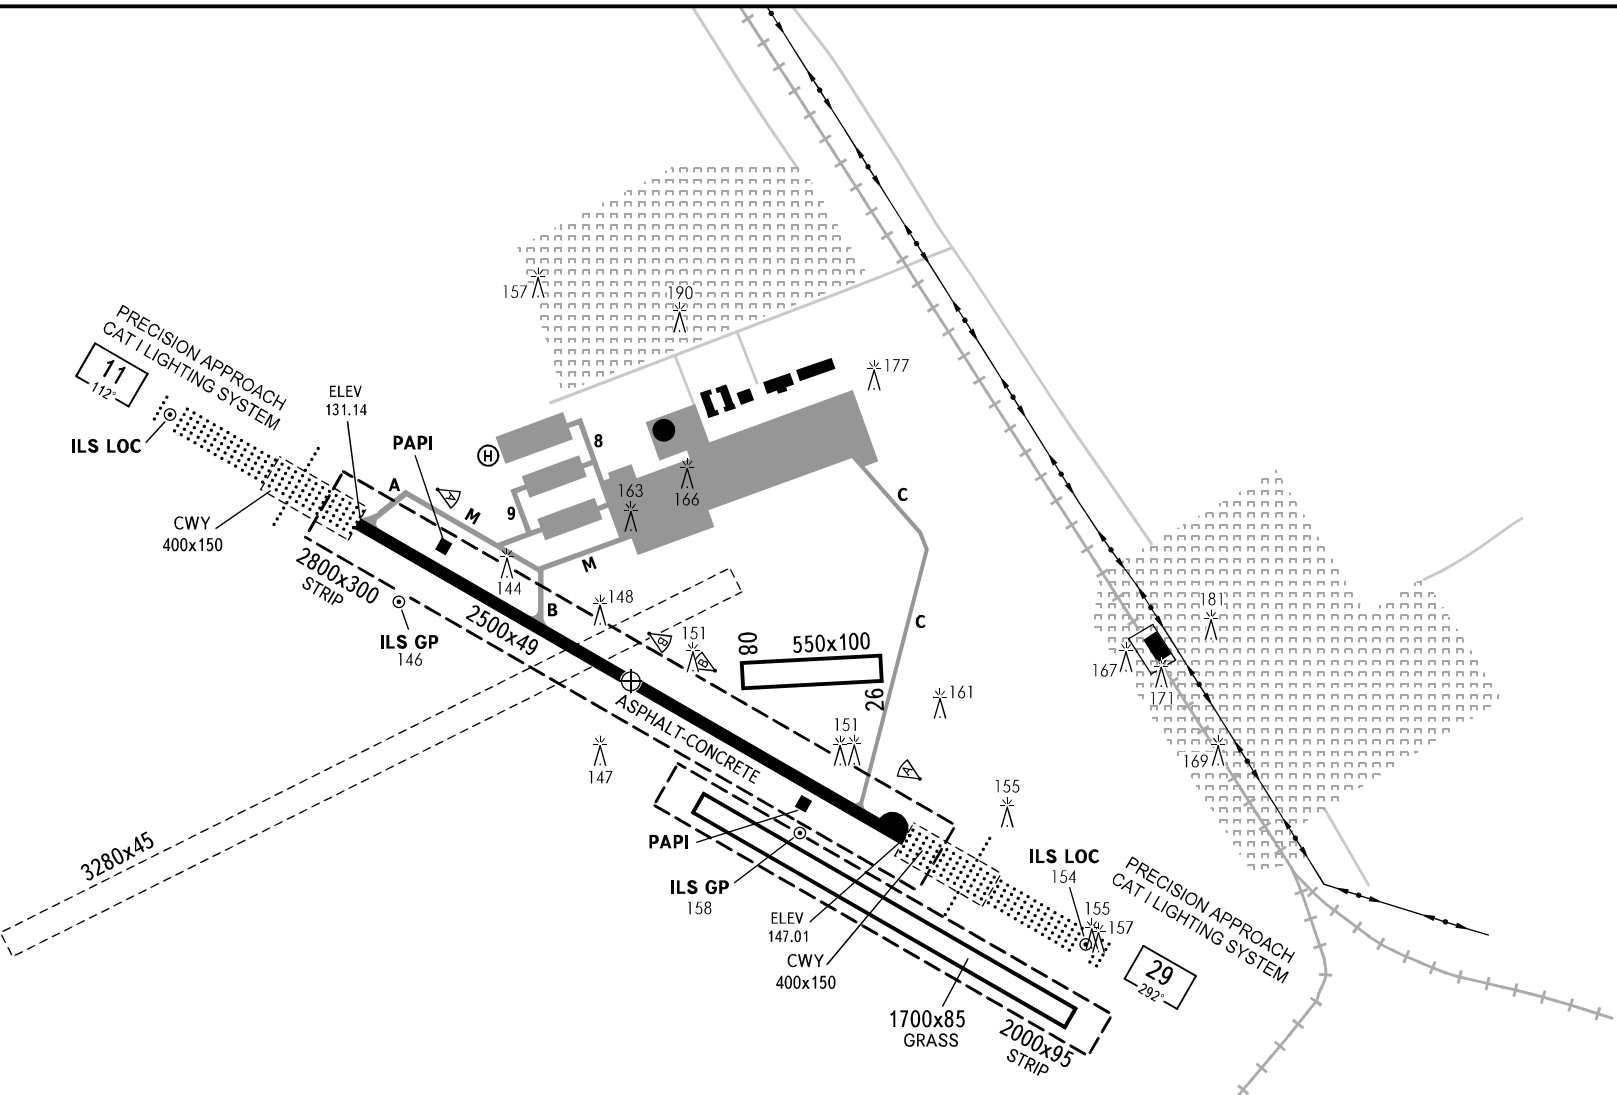 157
190
177
PRECISION APPROACH
CAT I LIGHTING SYSTEM
11
112°
ELEV
131.14
ILS LOC
PAPI
H
8
A
A
M
9
163
166
C
CWY
400x150
M
144
2800x300
STRIP
ILS GP
146
2500x49
B
148
B
151
B
08
550x100
26
C
161
181
167
171
169
ASPHALT-CONCRETE
147
151
A
155
3280x45
PAPI
ILS GP
158
ELEV
147.01
CWY
400x150
ILS LOC
154
155
157
PRECISION APPROACH
CAT I LIGHTING SYSTEM
29
292°
1700x85
GRASS
2000x95
STRIP